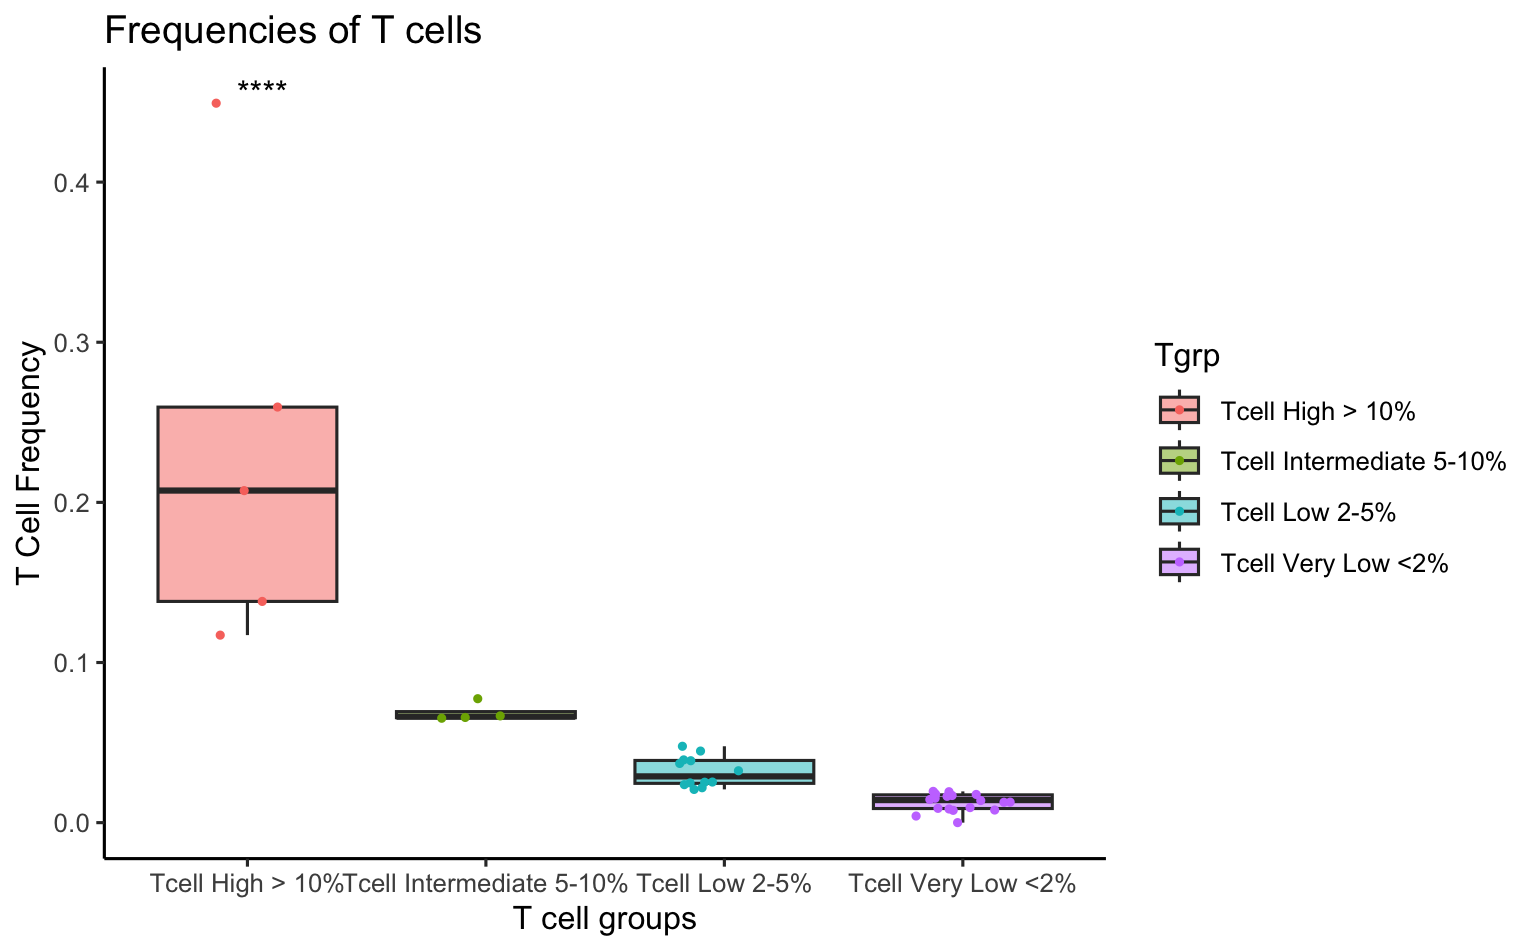 Frequencies of T cells
****
T Cell Frequency
0.4
0.3
0.2
0.1
0.0
Tcell High > 10%
Tcell Intermediate 5-10%
Tcell Low 2-5%
Tcell Very Low <2%
T cell groups
Tgrp
Tcell High > 10%
Tcell Intermediate 5-10%
Tcell Low 2-5%
Tcell Very Low <2%